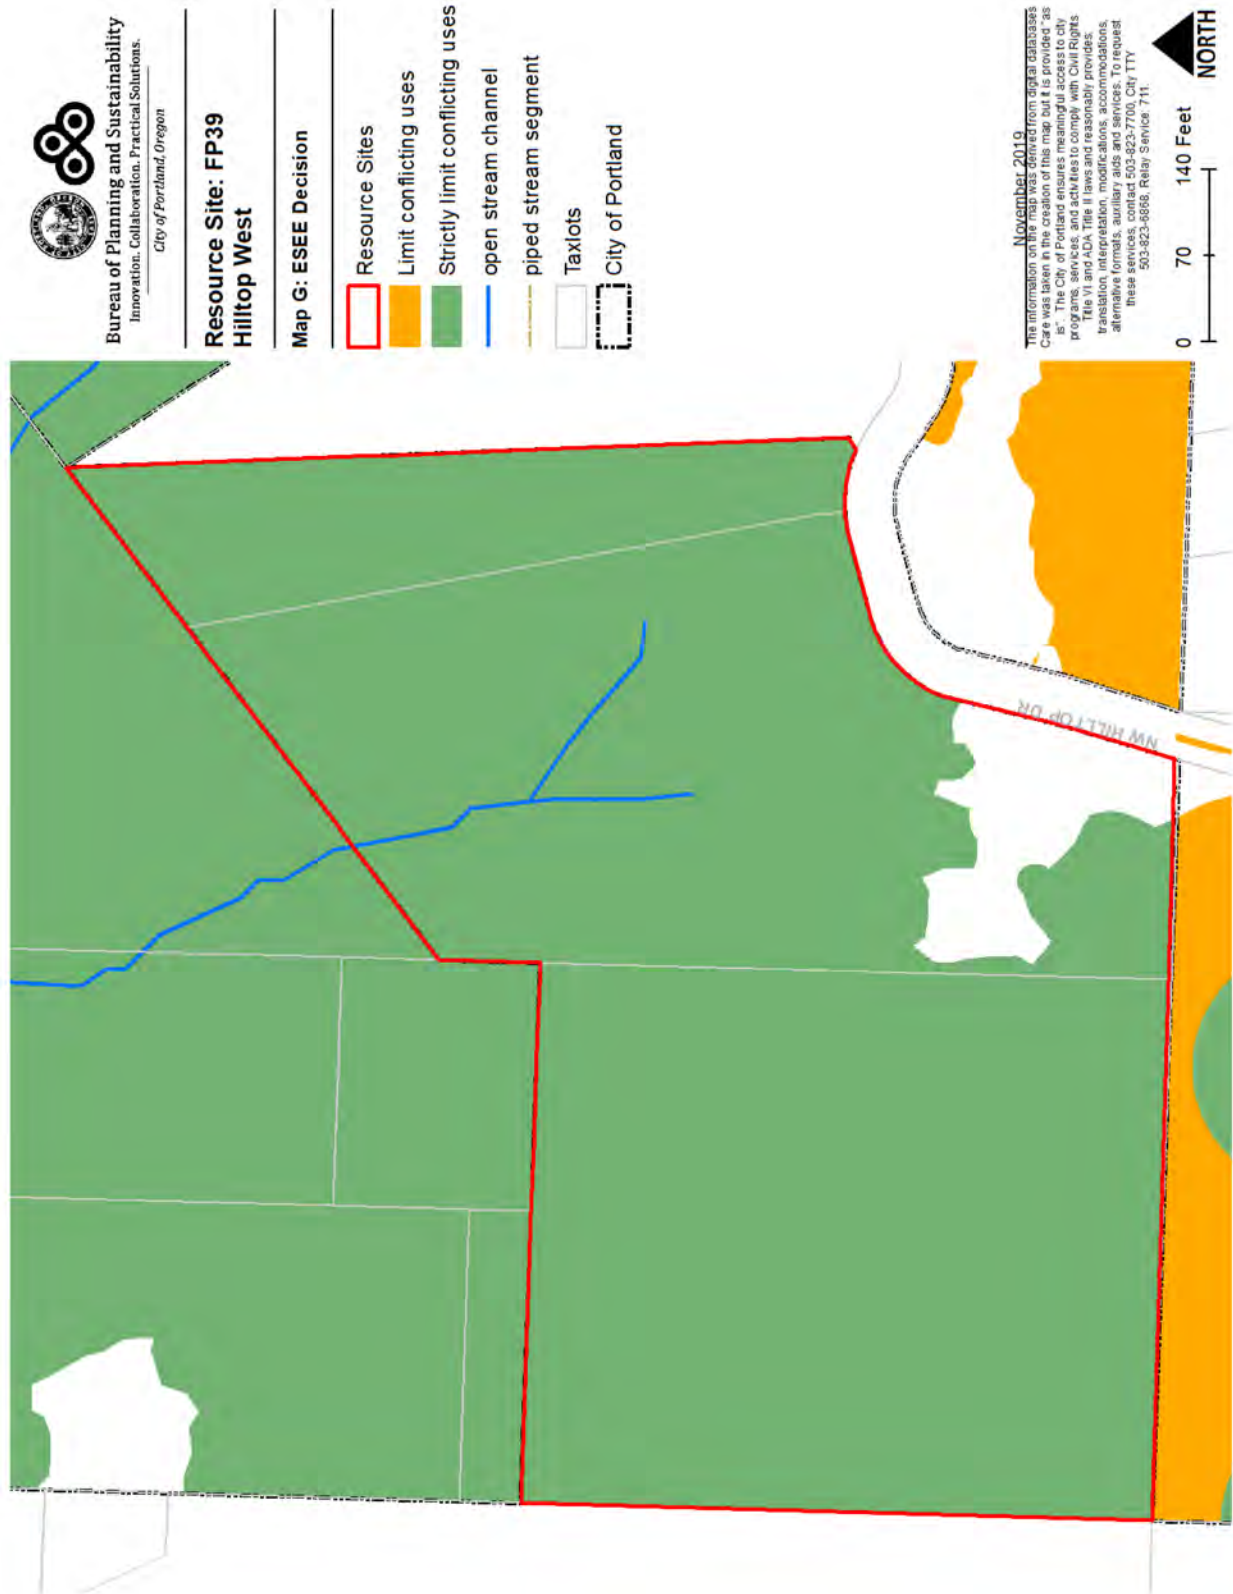 Bureau of Planning and Sustainability
Innovation. Collaboration. Practical Solutions.
City of Portland, Oregon
Resource Site: FP39
Hilltop West
Map G: ESEE Decision
Resource Sites
Limit conflicting uses
Strictly limit conflicting uses
open stream channel
piped stream segment
Taxlots
City of Portland
November 2019
The information on the map was derived from digital databases
Care was taken in the creation of this map but it is provided "as
is". The City of Portland ensures meaningful access to city
programs, services, and activities to comply with Civil Rights
Title VI and ADA Title II laws and reasonably provides:
translation, interpretation, modifications, accommodations,
alternative formats, auxiliary aids and services. To request
these services, contact 503-823-7700, City TTY
503-823-6868, Relay Service: 711.
0 70 140 Feet
NORTH
NW HILLTOP DR